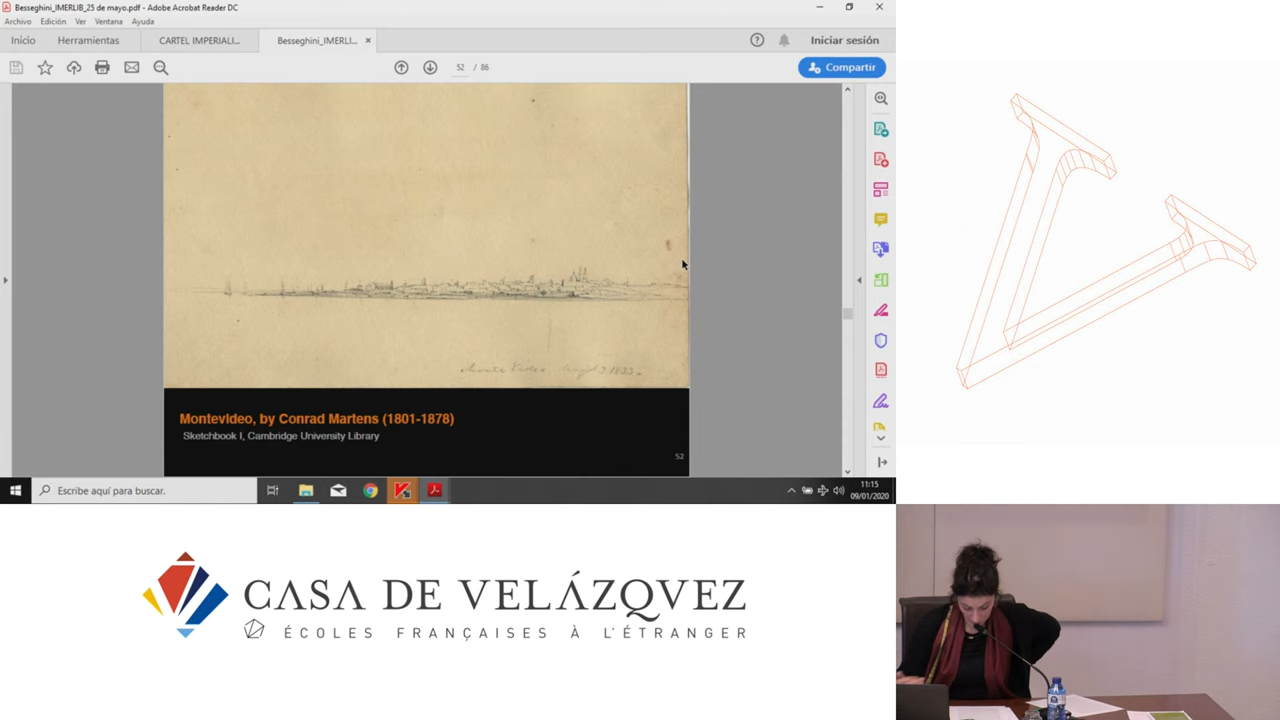 Besseghini_IMERLIB_25 de mayo.pdf - Adobe Acrobat Reader DC
Archivo Edición Ver Ventana Ayuda
Inicio Herramientas CARTEL IMPERIALI... Besseghini_IMERLI... × Iniciar sesión
52 / 86 Compartir
1833
Montevideo, by Conrad Martens (1801-1878)
Sketchbook I, Cambridge University Library
52
Escribe aquí para buscar.
11:15
09/01/2020
CASA DE VELÁZQVEZ
ÉCOLES FRANÇAISES À L'ÉTRANGER